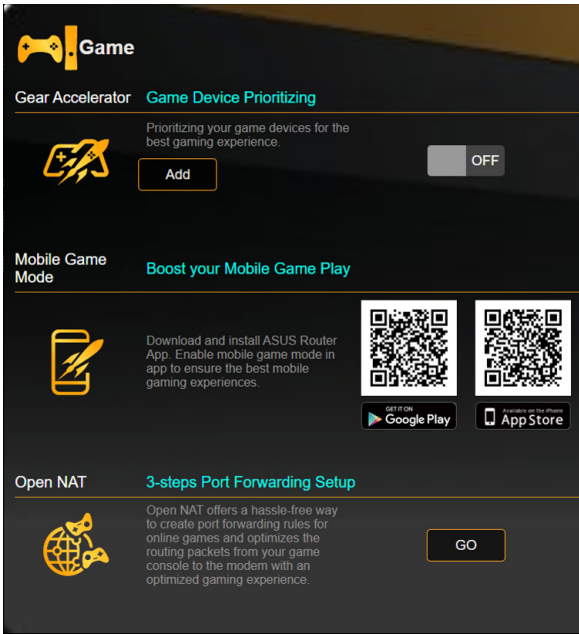 Game
Gear Accelerator
Game Device Prioritizing
Prioritizing your game devices for the
best gaming experience.
Add
OFF
Mobile Game
Mode
Boost your Mobile Game Play
Download and install ASUS Router
App. Enable mobile game mode in
app to ensure the best mobile
gaming experiences.
GET IT ON
Google Play
Available on the iPhone
App Store
Open NAT
3-steps Port Forwarding Setup
Open NAT offers a hassle-free way
to create port forwarding rules for
online games and optimizes the
routing packets from your game
console to the modem with an
optimized gaming experience.
GO